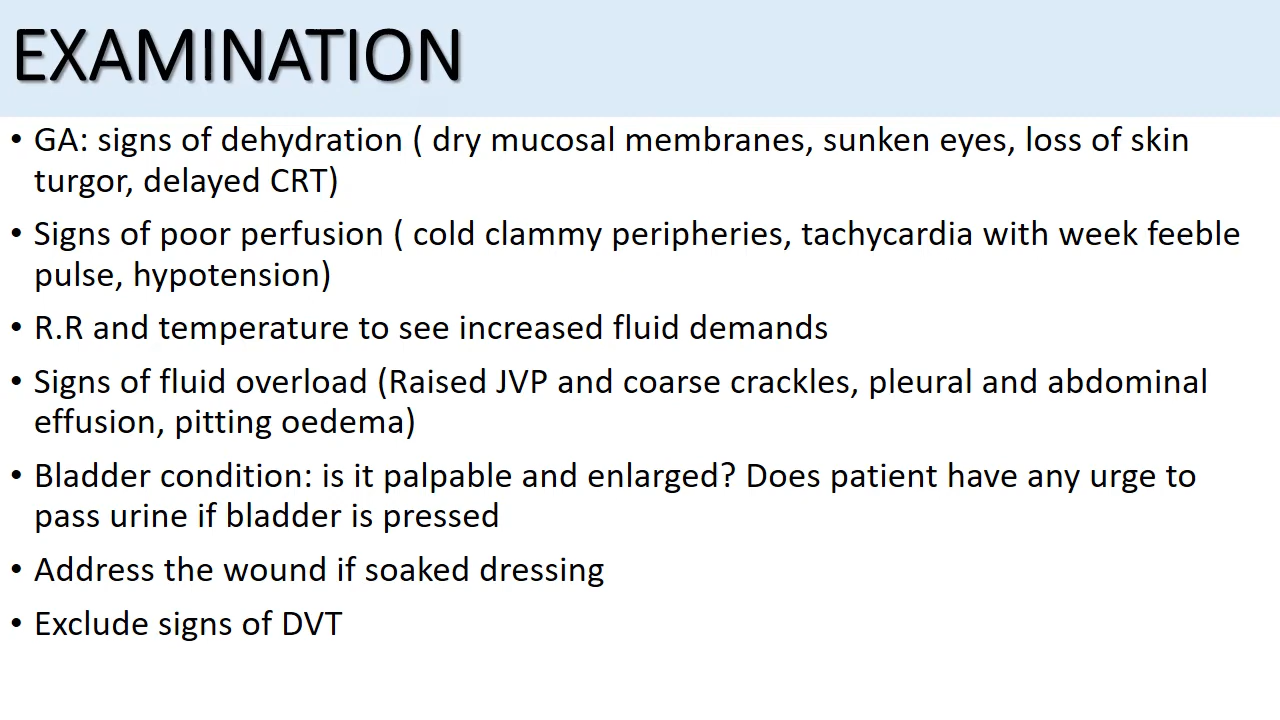 EXAMINATION
• GA: signs of dehydration ( dry mucosal membranes, sunken eyes, loss of skin
turgor, delayed CRT)
• Signs of poor perfusion ( cold clammy peripheries, tachycardia with week feeble
pulse, hypotension)
• R.R and temperature to see increased fluid demands
• Signs of fluid overload (Raised JVP and coarse crackles, pleural and abdominal
effusion, pitting oedema)
• Bladder condition: is it palpable and enlarged? Does patient have any urge to
pass urine if bladder is pressed
• Address the wound if soaked dressing
• Exclude signs of DVT